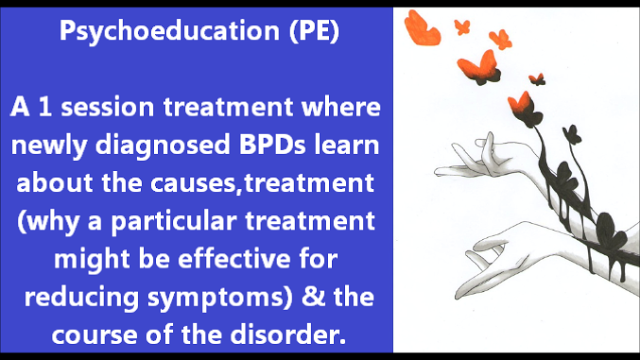 Psychoeducation (PE)
A 1 session treatment where
newly diagnosed BPDs learn
about the causes,treatment
(why a particular treatment
might be effective for
reducing symptoms) & the
course of the disorder.